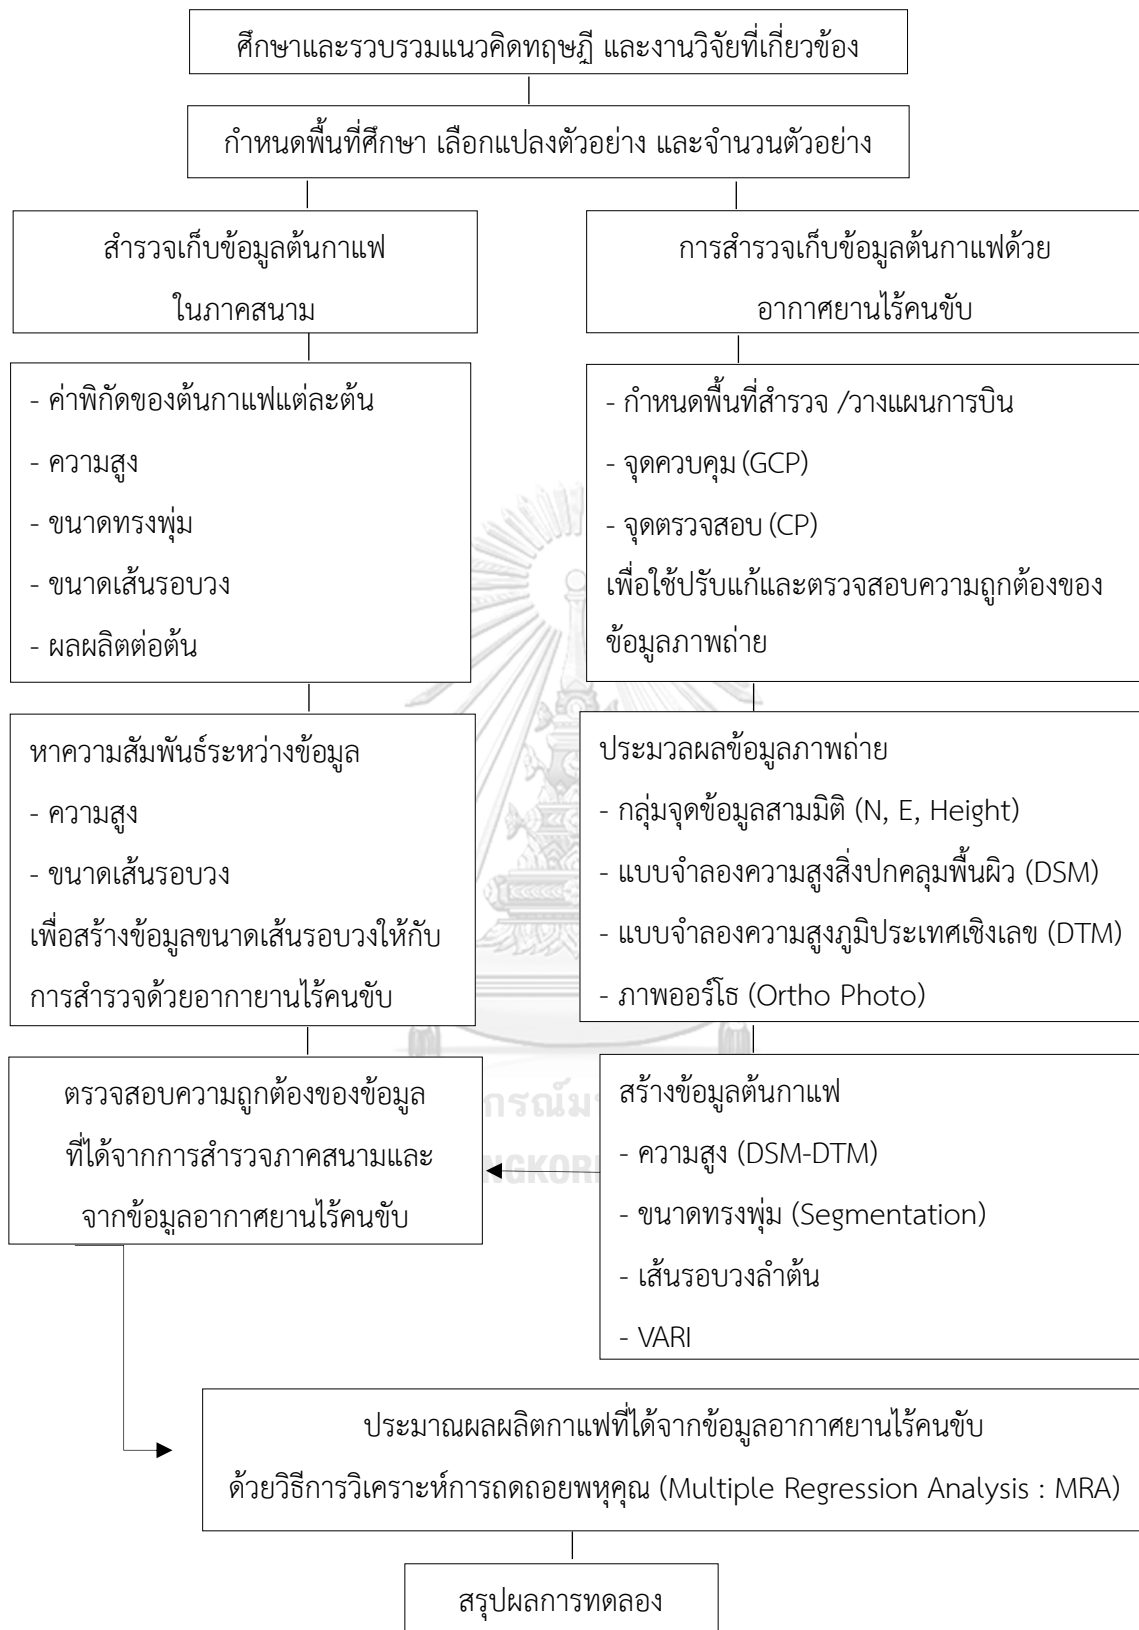 ศึกษาและรวบรวมแนวคิดทฤษฎี และงานวิจัยที่เกี่ยวข้อง
กำหนดพื้นที่ศึกษา เลือกแปลงตัวอย่าง และจำนวนตัวอย่าง
สำรวจเก็บข้อมูลต้นกาแฟ
ในภาคสนาม
- ค่าพิกัดของต้นกาแฟแต่ละต้น
- ความสูง
- ขนาดทรงพุ่ม
- ขนาดเส้นรอบวง
- ผลผลิตต่อต้น
หาความสัมพันธ์ระหว่างข้อมูล
- ความสูง
- ขนาดเส้นรอบวง
เพื่อสร้างข้อมูลขนาดเส้นรอบวงให้กับ
การสำรวจด้วยอากายานไร้คนขับ
การสำรวจเก็บข้อมูลต้นกาแฟด้วย
อากาศยานไร้คนขับ
- กำหนดพื้นที่สำรวจ /วางแผนการบิน
- จุดควบคุม (GCP)
- จุดตรวจสอบ (CP)
เพื่อใช้ปรับแก้และตรวจสอบความถูกต้องของ
ข้อมูลภาพถ่าย
ประมวลผลข้อมูลภาพถ่าย
- กลุ่มจุดข้อมูลสามมิติ (N, E, Height)
- แบบจำลองความสูงสิ่งปกคลุมพื้นผิว (DSM)
- แบบจำลองความสูงภูมิประเทศเชิงเลข (DTM)
- ภาพออร์โธ (Ortho Photo)
สร้างข้อมูลต้นกาแฟ
- ความสูง (DSM-DTM)
- ขนาดทรงพุ่ม (Segmentation)
- เส้นรอบวงลำต้น
- VARI
ตรวจสอบความถูกต้องของข้อมูล
ที่ได้จากการสำรวจภาคสนามและ
จากข้อมูลอากาศยานไร้คนขับ
ประมาณผลผลิตกาแฟที่ได้จากข้อมูลอากาศยานไร้คนขับ
ด้วยวิธีการวิเคราะห์การถดถอยพหุคูณ (Multiple Regression Analysis : MRA)
สรุปผลการทดลอง